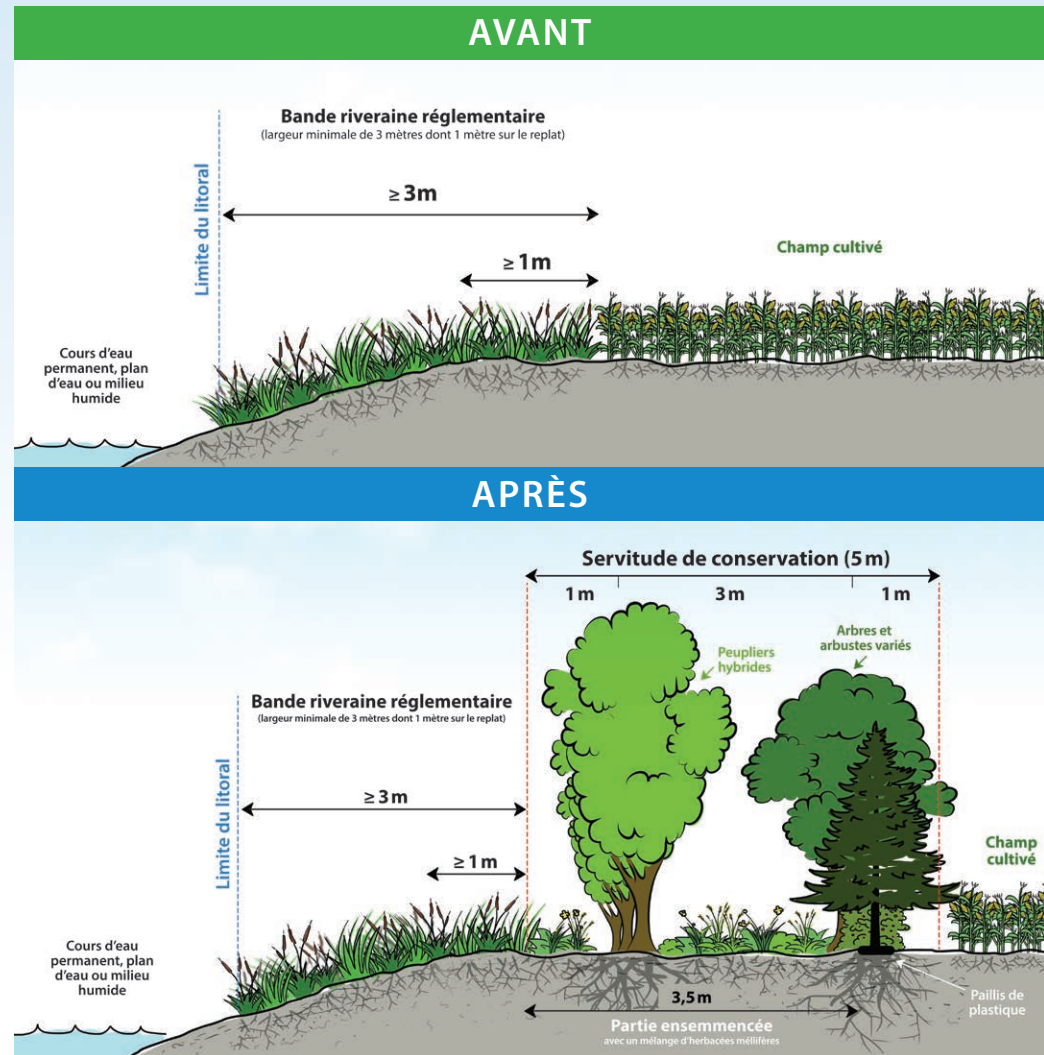 AVANT
Bande riveraine réglementaire
(largeur minimale de 3 mètres dont 1 mètre sur le replat)
Limite du litoral
≥ 3m
≥ 1m
Champ cultivé
Cours d'eau
permanent, plan
d'eau ou milieu
humide
APRÈS
Servitude de conservation (5 m)
1 m
3 m
1 m
Peupliers
hybrides
Arbres et
arbustes variés
Bande riveraine réglementaire
(largeur minimale de 3 mètres dont 1 mètre sur le replat)
Limite du litoral
≥ 3 m
≥ 1 m
Champ
cultivé
Cours d'eau
permanent, plan
d'eau ou milieu
humide
3,5 m
Partie ensemmencée
avec un mélange d'herbacées méllifères
Paillis de
plastique